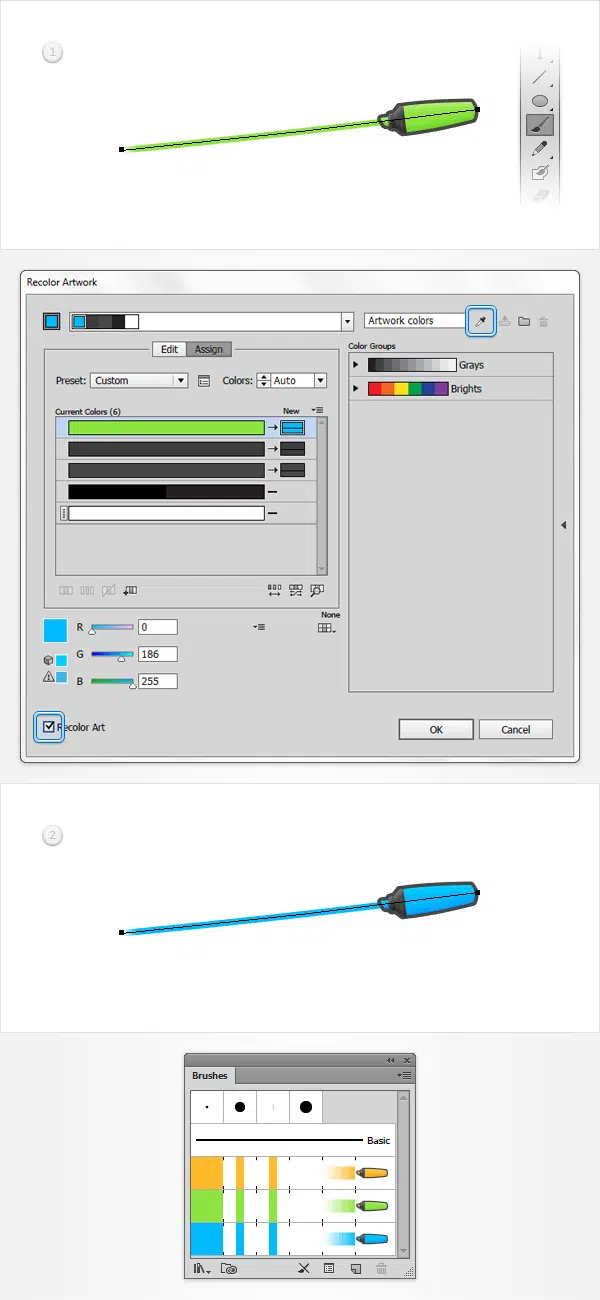 1
Recolor Artwork
Artwork colors
Edit Assign
Color Groups
Preset: Custom Colors: Auto
Grays
Brights
Current Colors (6) New
None
R 0
G 186
B 255
Recolor Art
OK Cancel
2
Brushes
Basic